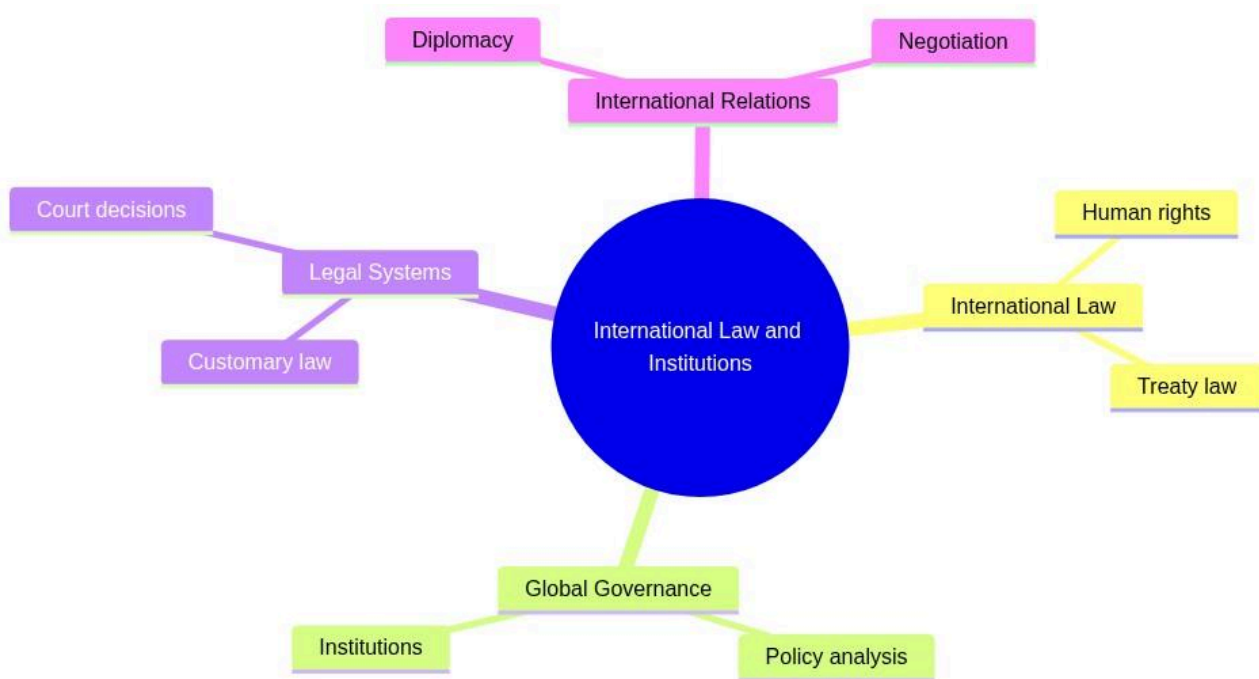 Diplomacy
Negotiation
International Relations
Court decisions
Human rights
Legal Systems
International Law
International Law and
Institutions
Customary law
Treaty law
Global Governance
Institutions
Policy analysis